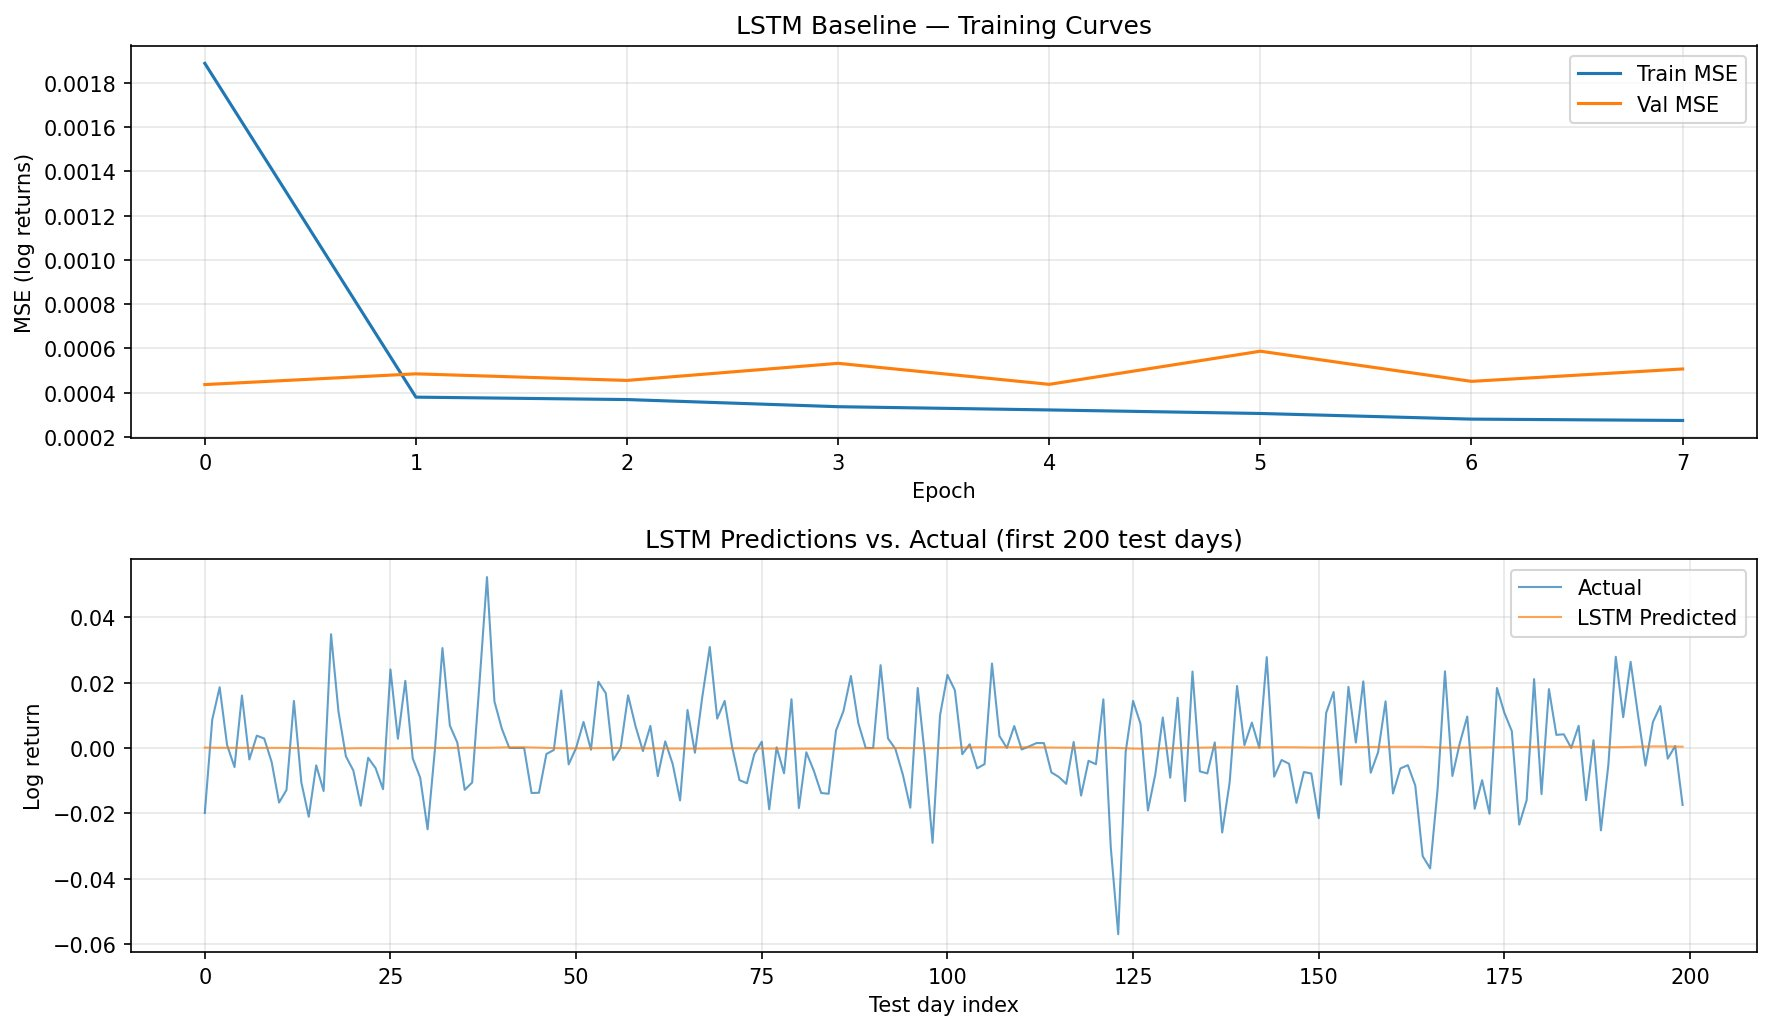 LSTM Baseline — Training Curves
Train MSE
Val MSE
MSE (log returns)
0.0018
0.0016
0.0014
0.0012
0.0010
0.0008
0.0006
0.0004
0.0002
0 1 2 3 4 5 6 7
Epoch
LSTM Predictions vs. Actual (first 200 test days)
Actual
LSTM Predicted
Log return
0.04
0.02
0.00
−0.02
−0.04
−0.06
0 25 50 75 100 125 150 175 200
Test day index